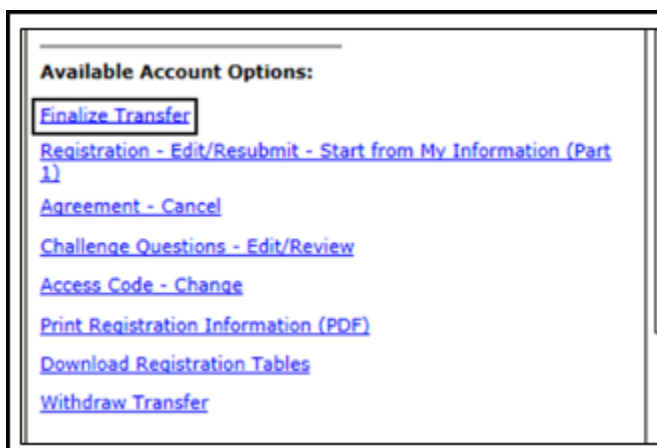 Available Account Options:
Finalize Transfer
Registration - Edit/Resubmit - Start from My Information (Part
1)
Agreement - Cancel
Challenge Questions - Edit/Review
Access Code - Change
Print Registration Information (PDF)
Download Registration Tables
Withdraw Transfer